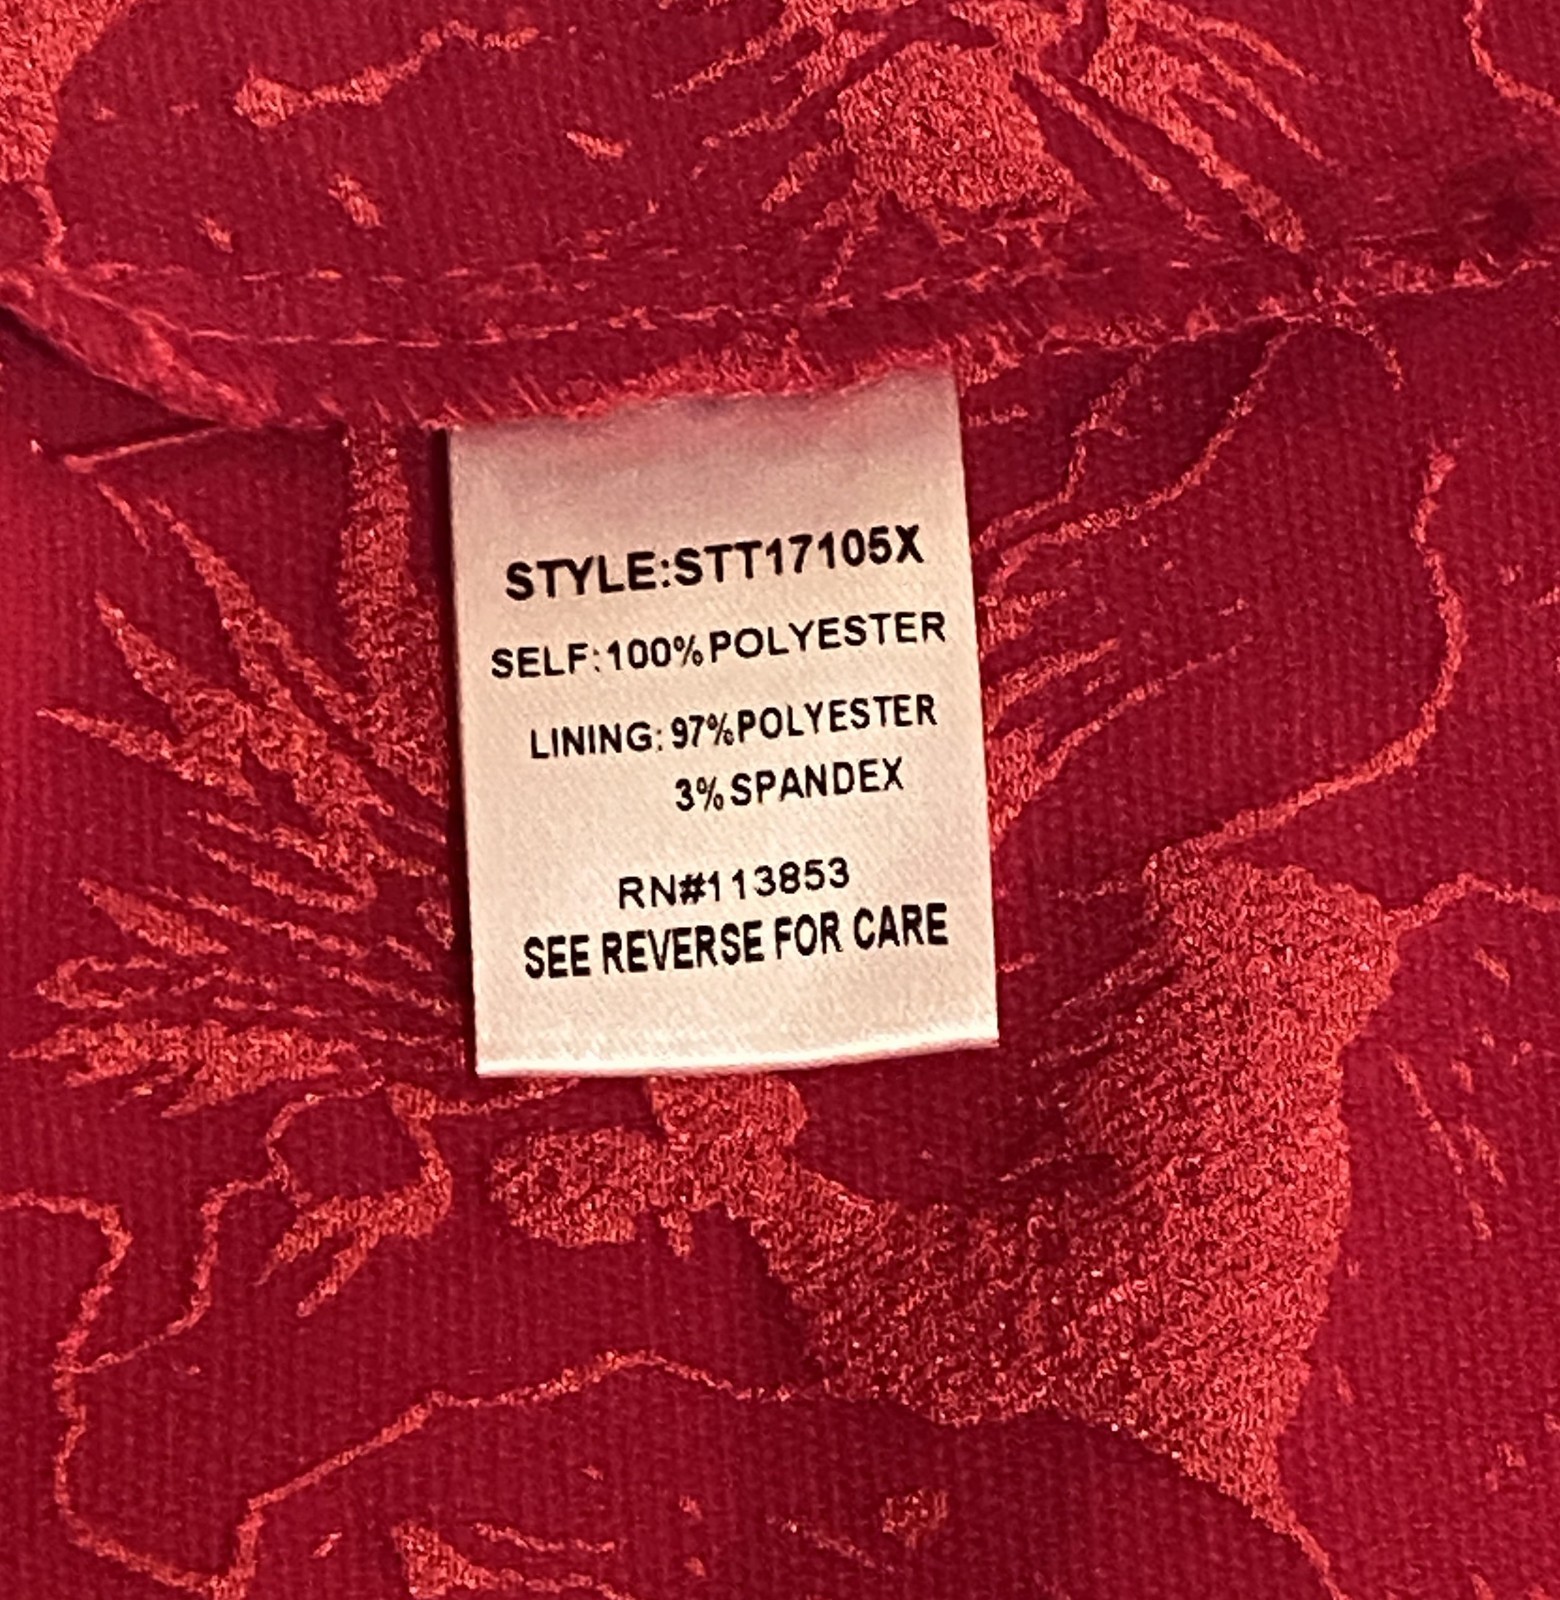 STYLE:STT17105X
SELF:100%POLYESTER
LINING: 97%POLYESTER
3%SPANDEX
RN#113853
SEE REVERSE FOR CARE